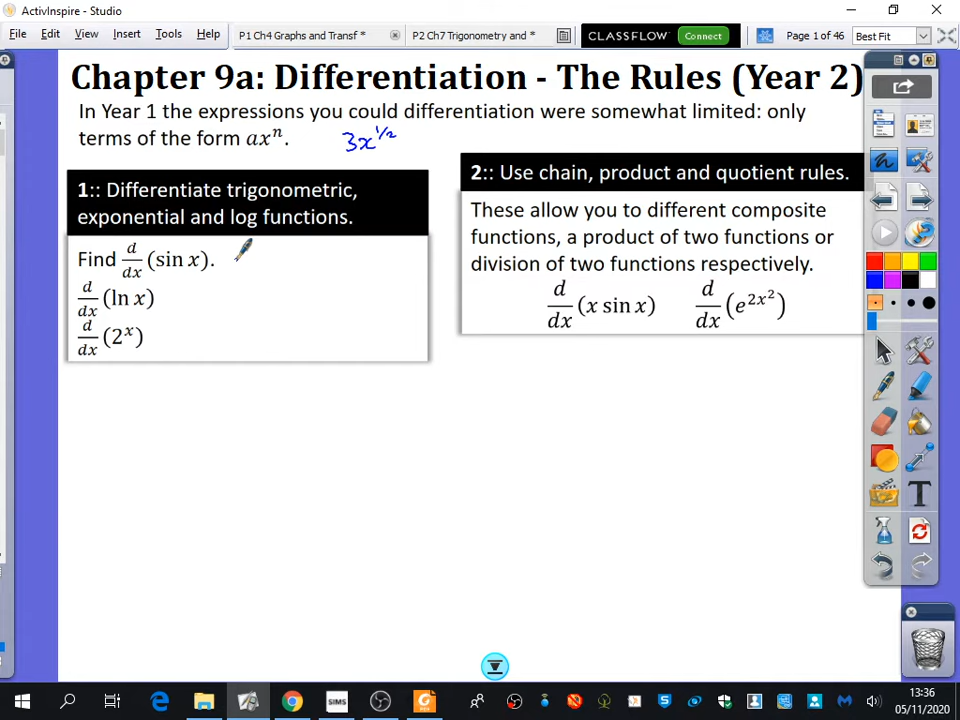 ActivInspire - Studio
File Edit View Insert Tools Help
P1 Ch4 Graphs and Transf *
P2 Ch7 Trigonometry and *
CLASSFLOW Connect
Page 1 of 46
Best Fit
Chapter 9a: Differentiation - The Rules (Year 2)
In Year 1 the expressions you could differentiation were somewhat limited: only
terms of the form axⁿ.
3x^1/2
1:: Differentiate trigonometric,
exponential and log functions.
Find d/dx (sin x).
d/dx (ln x)
d/dx (2ˣ)
2:: Use chain, product and quotient rules.
These allow you to different composite
functions, a product of two functions or
division of two functions respectively.
d/dx (x sin x) d/dx (e^(2x²))
T
SIMS
13:36
05/11/2020